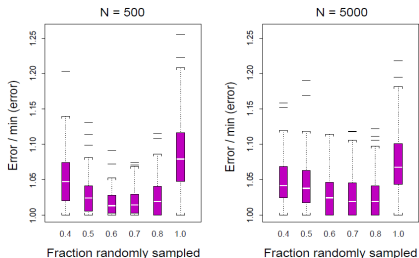 N = 500
Error / min (error)
1.25
1.20
1.15
1.10
1.05
1.00
0.4 0.5 0.6 0.7 0.8 1.0
Fraction randomly sampled
N = 5000
Error / min (error)
1.25
1.20
1.15
1.10
1.05
1.00
0.4 0.5 0.6 0.7 0.8 1.0
Fraction randomly sampled